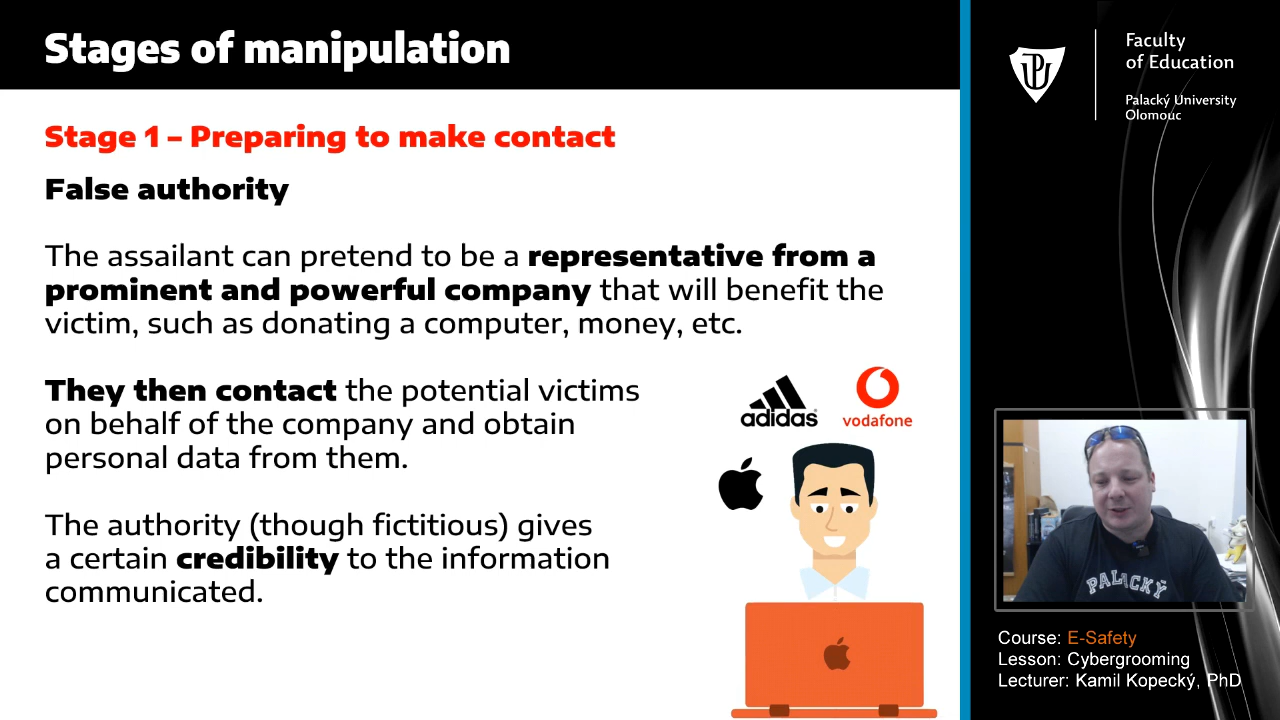 Stages of manipulation
Stage 1 – Preparing to make contact
False authority
The assailant can pretend to be a representative from a
prominent and powerful company that will benefit the
victim, such as donating a computer, money, etc.
They then contact the potential victims
on behalf of the company and obtain
personal data from them.
The authority (though fictitious) gives
a certain credibility to the information
communicated.
adidas
vodafone
UP
Faculty
of Education
Palacký University
Olomouc
PALACKÝ
Course: E-Safety
Lesson: Cybergrooming
Lecturer: Kamil Kopecký, PhD